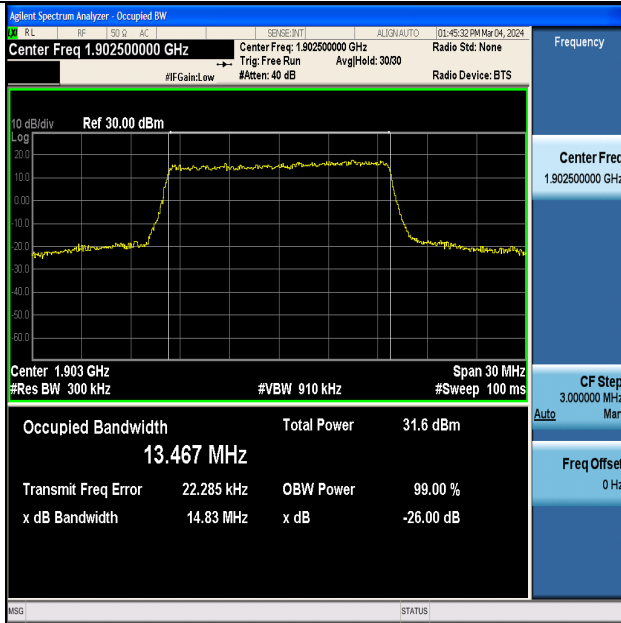 Agilent Spectrum Analyzer - Occupied BW
RL RF 50 Ω AC SENSE:INT ALIGN AUTO 01:45:32 PM Mar 04, 2024
Center Freq 1.902500000 GHz
Center Freq: 1.902500000 GHz
Radio Std: None
Trig: Free Run Avg|Hold: 30/30
#IFGain:Low
#Atten: 40 dB
Radio Device: BTS
10 dB/div Ref 30.00 dBm
Log
20.0
10.0
0.00
-10.0
-20.0
-30.0
-40.0
-50.0
-60.0
Center 1.903 GHz Span 30 MHz
#Res BW 300 kHz #VBW 910 kHz #Sweep 100 ms
Occupied Bandwidth Total Power 31.6 dBm
13.467 MHz
Transmit Freq Error 22.285 kHz OBW Power 99.00 %
x dB Bandwidth 14.83 MHz x dB -26.00 dB
MSG STATUS
Frequency
Center Freq
1.902500000 GHz
CF Step
3.000000 MHz
Auto Man
Freq Offset
0 Hz